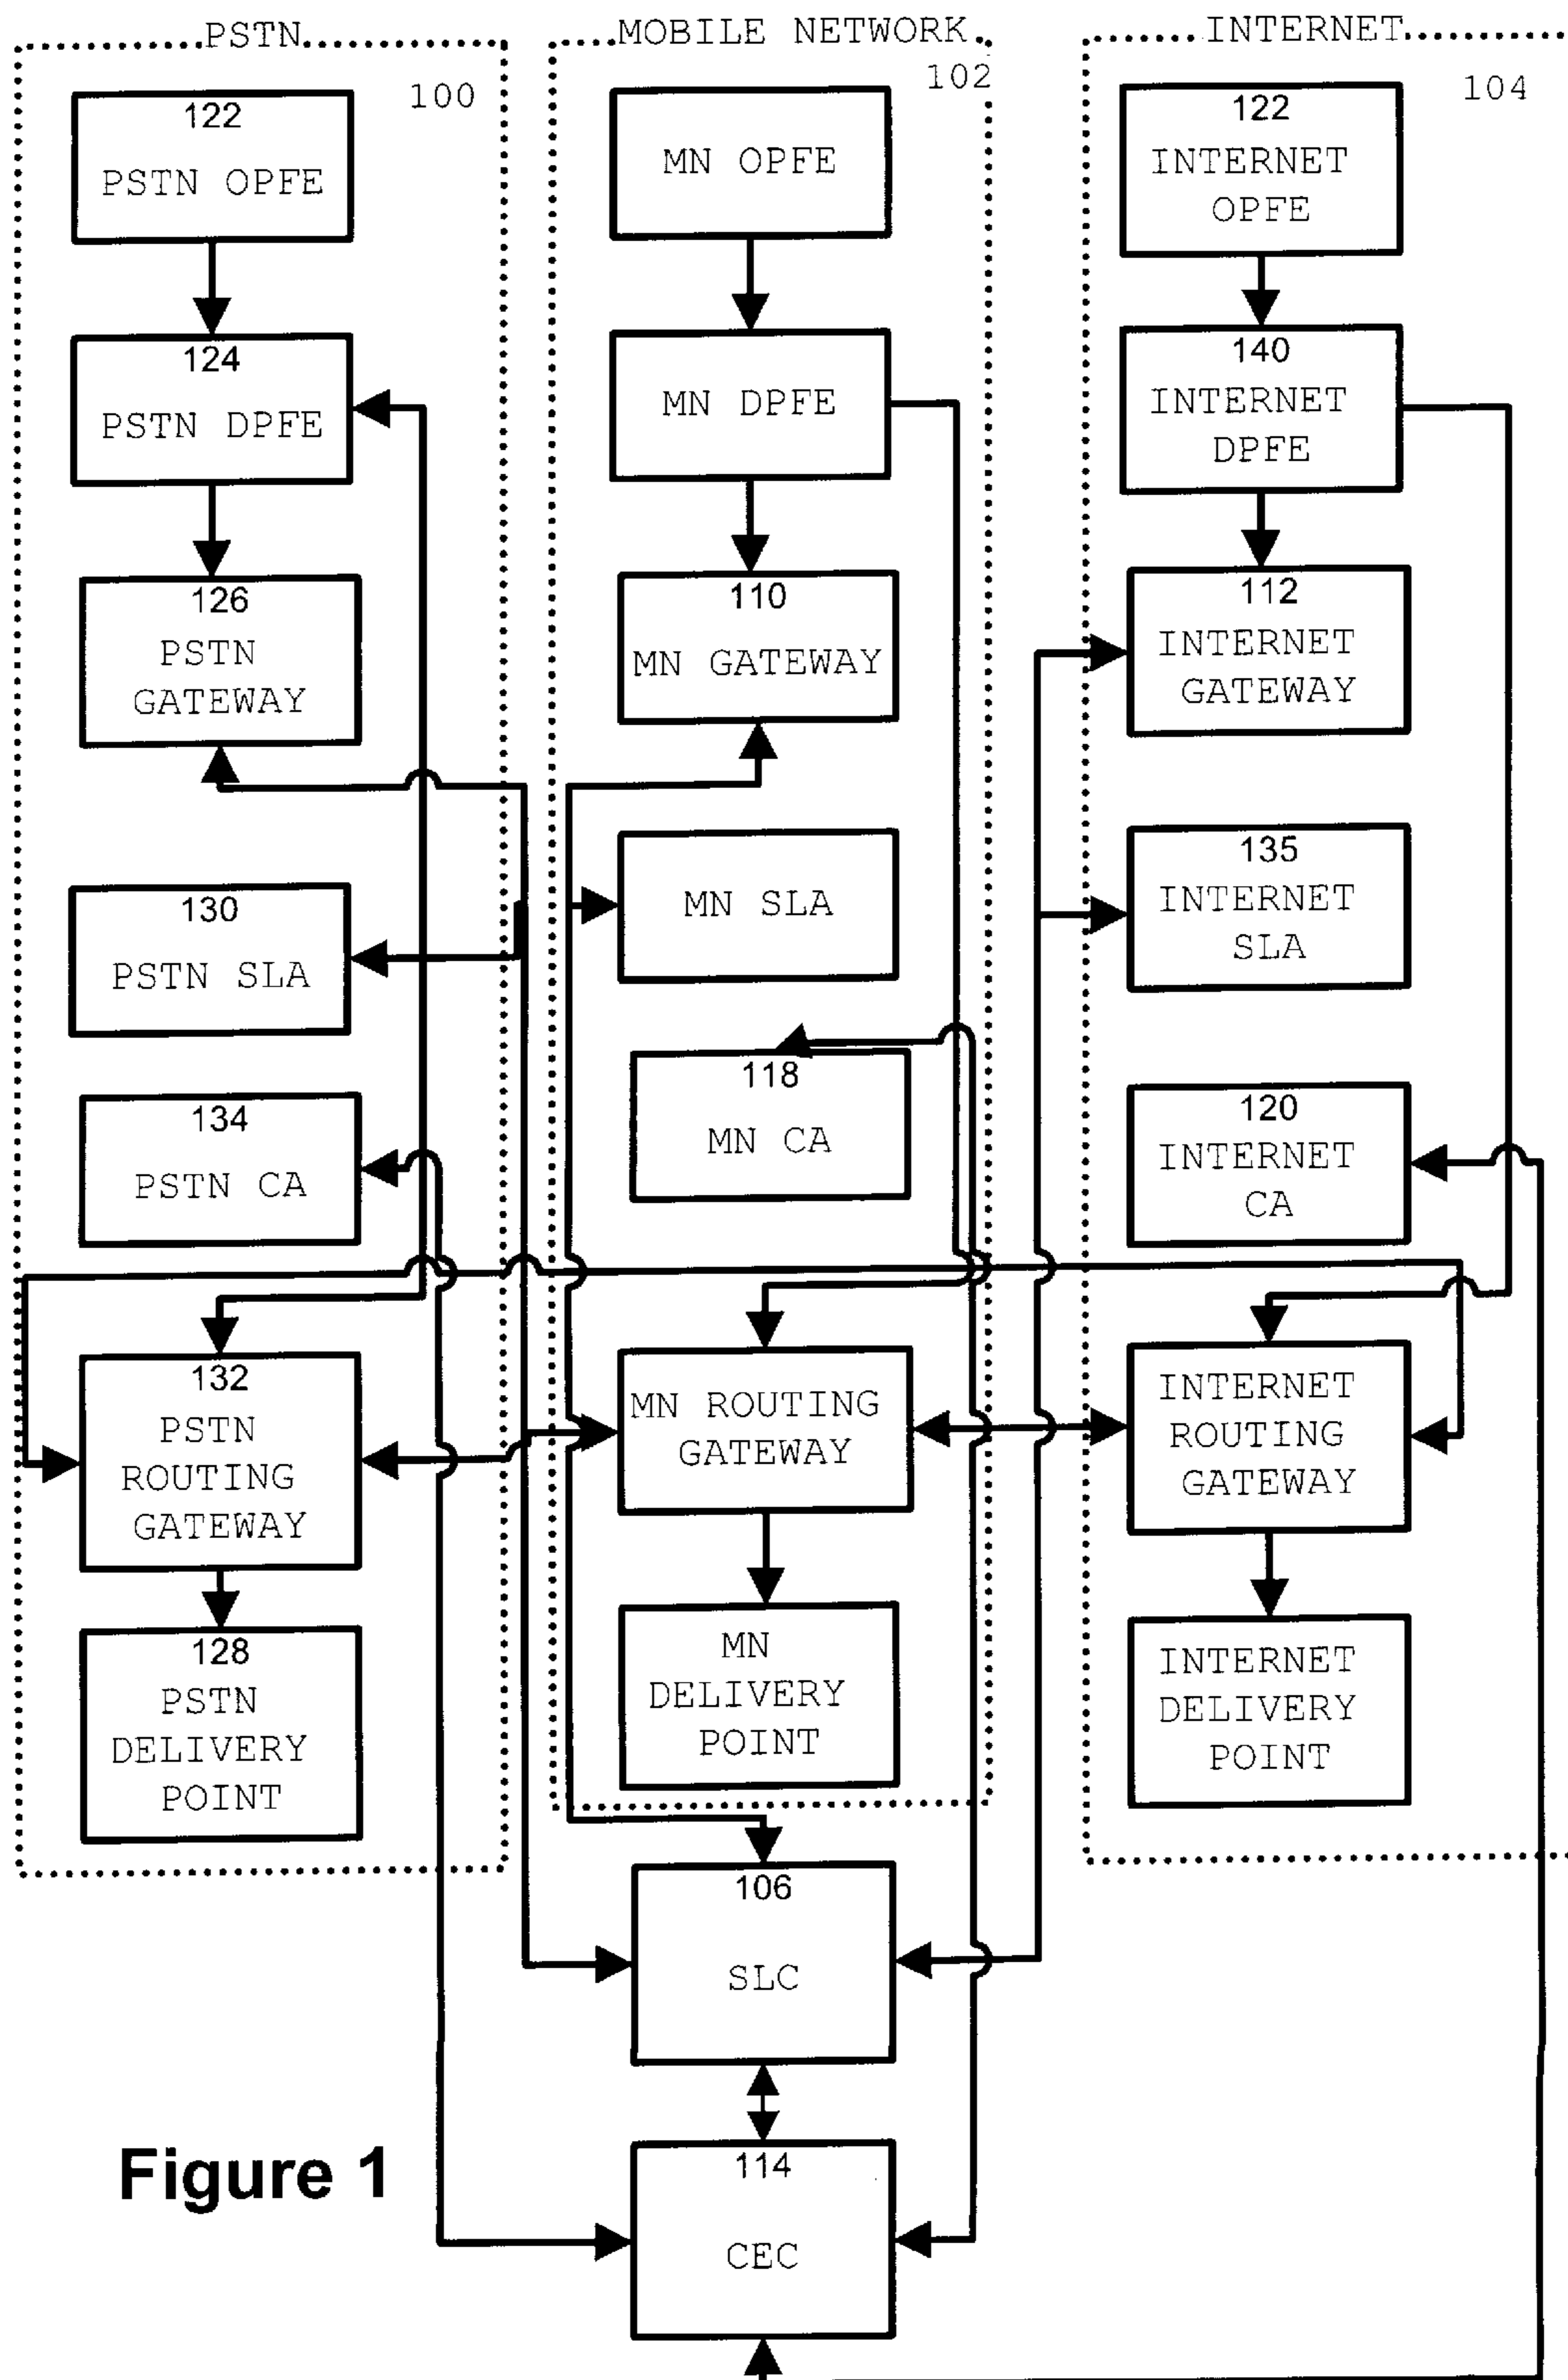 PSTN
100
122
PSTN OPFE
124
PSTN DPFE
126
PSTN
GATEWAY
130
PSTN SLA
134
PSTN CA
132
PSTN
ROUTING
GATEWAY
128
PSTN
DELIVERY
POINT
MOBILE NETWORK
102
MN OPFE
MN DPFE
110
MN GATEWAY
MN SLA
118
MN CA
MN ROUTING
GATEWAY
MN
DELIVERY
POINT
INTERNET
104
122
INTERNET
OPFE
140
INTERNET
DPFE
112
INTERNET
GATEWAY
135
INTERNET
SLA
120
INTERNET
CA
INTERNET
ROUTING
GATEWAY
INTERNET
DELIVERY
POINT
106
SLC
114
CEC
Figure 1